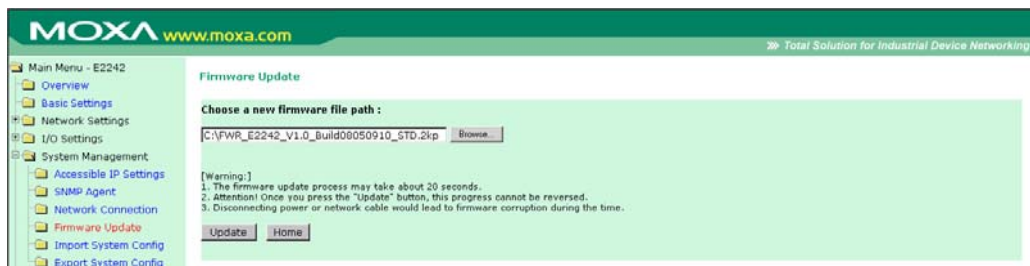 MOXA www.moxa.com
Total Solution for Industrial Device Networking
Main Menu - E2242
Overview
Basic Settings
Network Settings
I/O Settings
System Management
Accessible IP Settings
SNMP Agent
Network Connection
Firmware Update
Import System Config
Export System Config
Firmware Update
Choose a new firmware file path :
C:\FWR_E2242_V1.0_Build08050910_STD.2kp Browse...
[Warning:]
1. The firmware update process may take about 20 seconds.
2. Attention! Once you press the "Update" button, this progress cannot be reversed.
3. Disconnecting power or network cable would lead to firmware corruption during the time.
Update Home